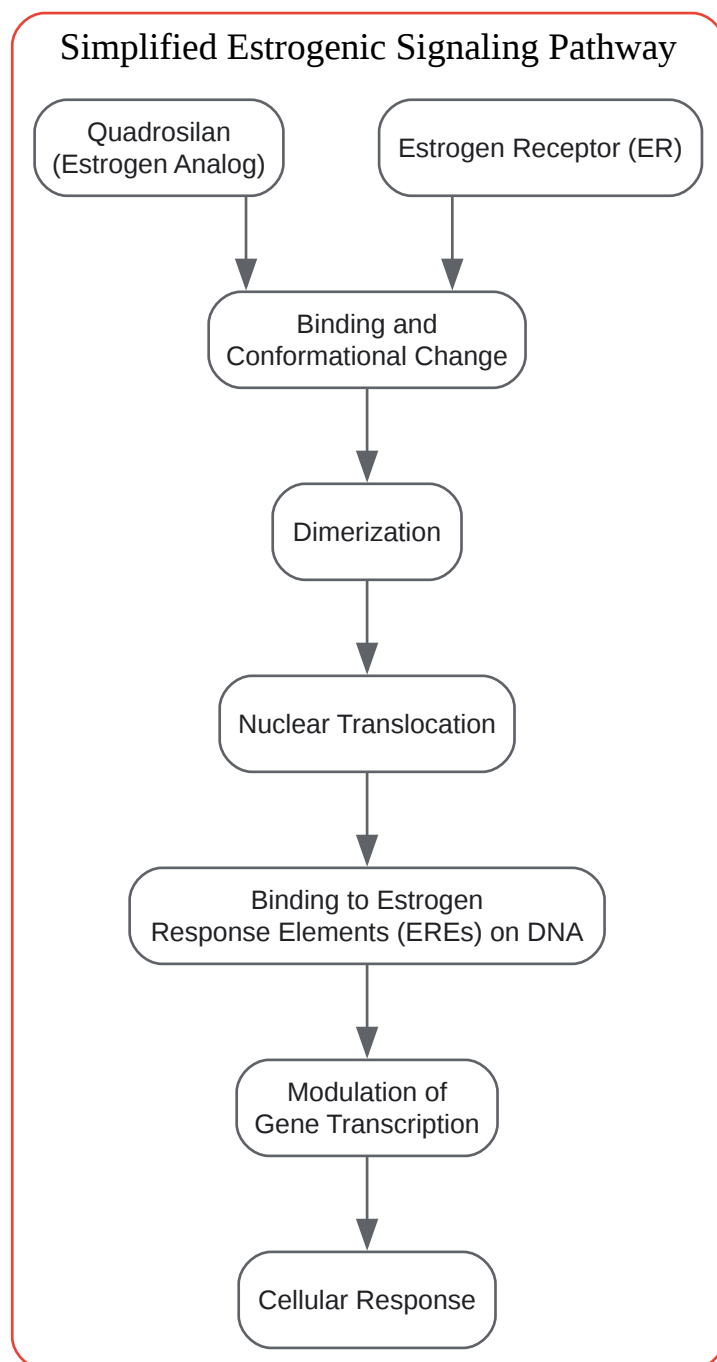 Simplified Estrogenic Signaling Pathway
Quadrosilan
(Estrogen Analog)
Estrogen Receptor (ER)
Binding and
Conformational Change
Dimerization
Nuclear Translocation
Binding to Estrogen
Response Elements (EREs) on DNA
Modulation of
Gene Transcription
Cellular Response